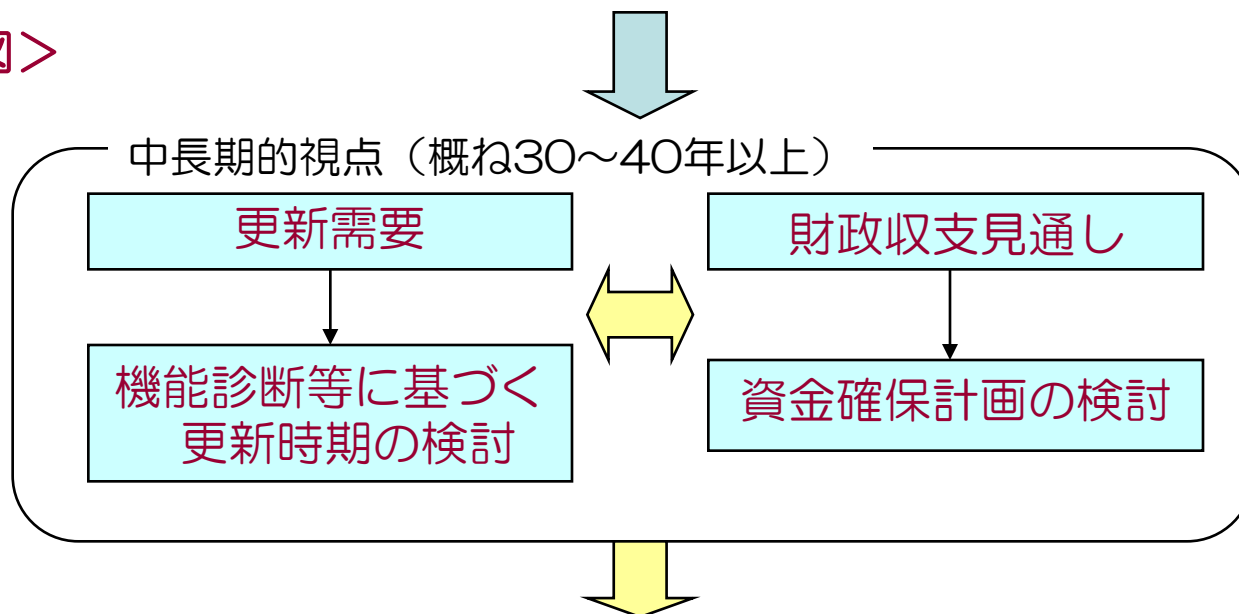 図>
中長期的視点（概ね30～40年以上）
更新需要
財政収支見通し
機能診断等に基づく
更新時期の検討
資金確保計画の検討